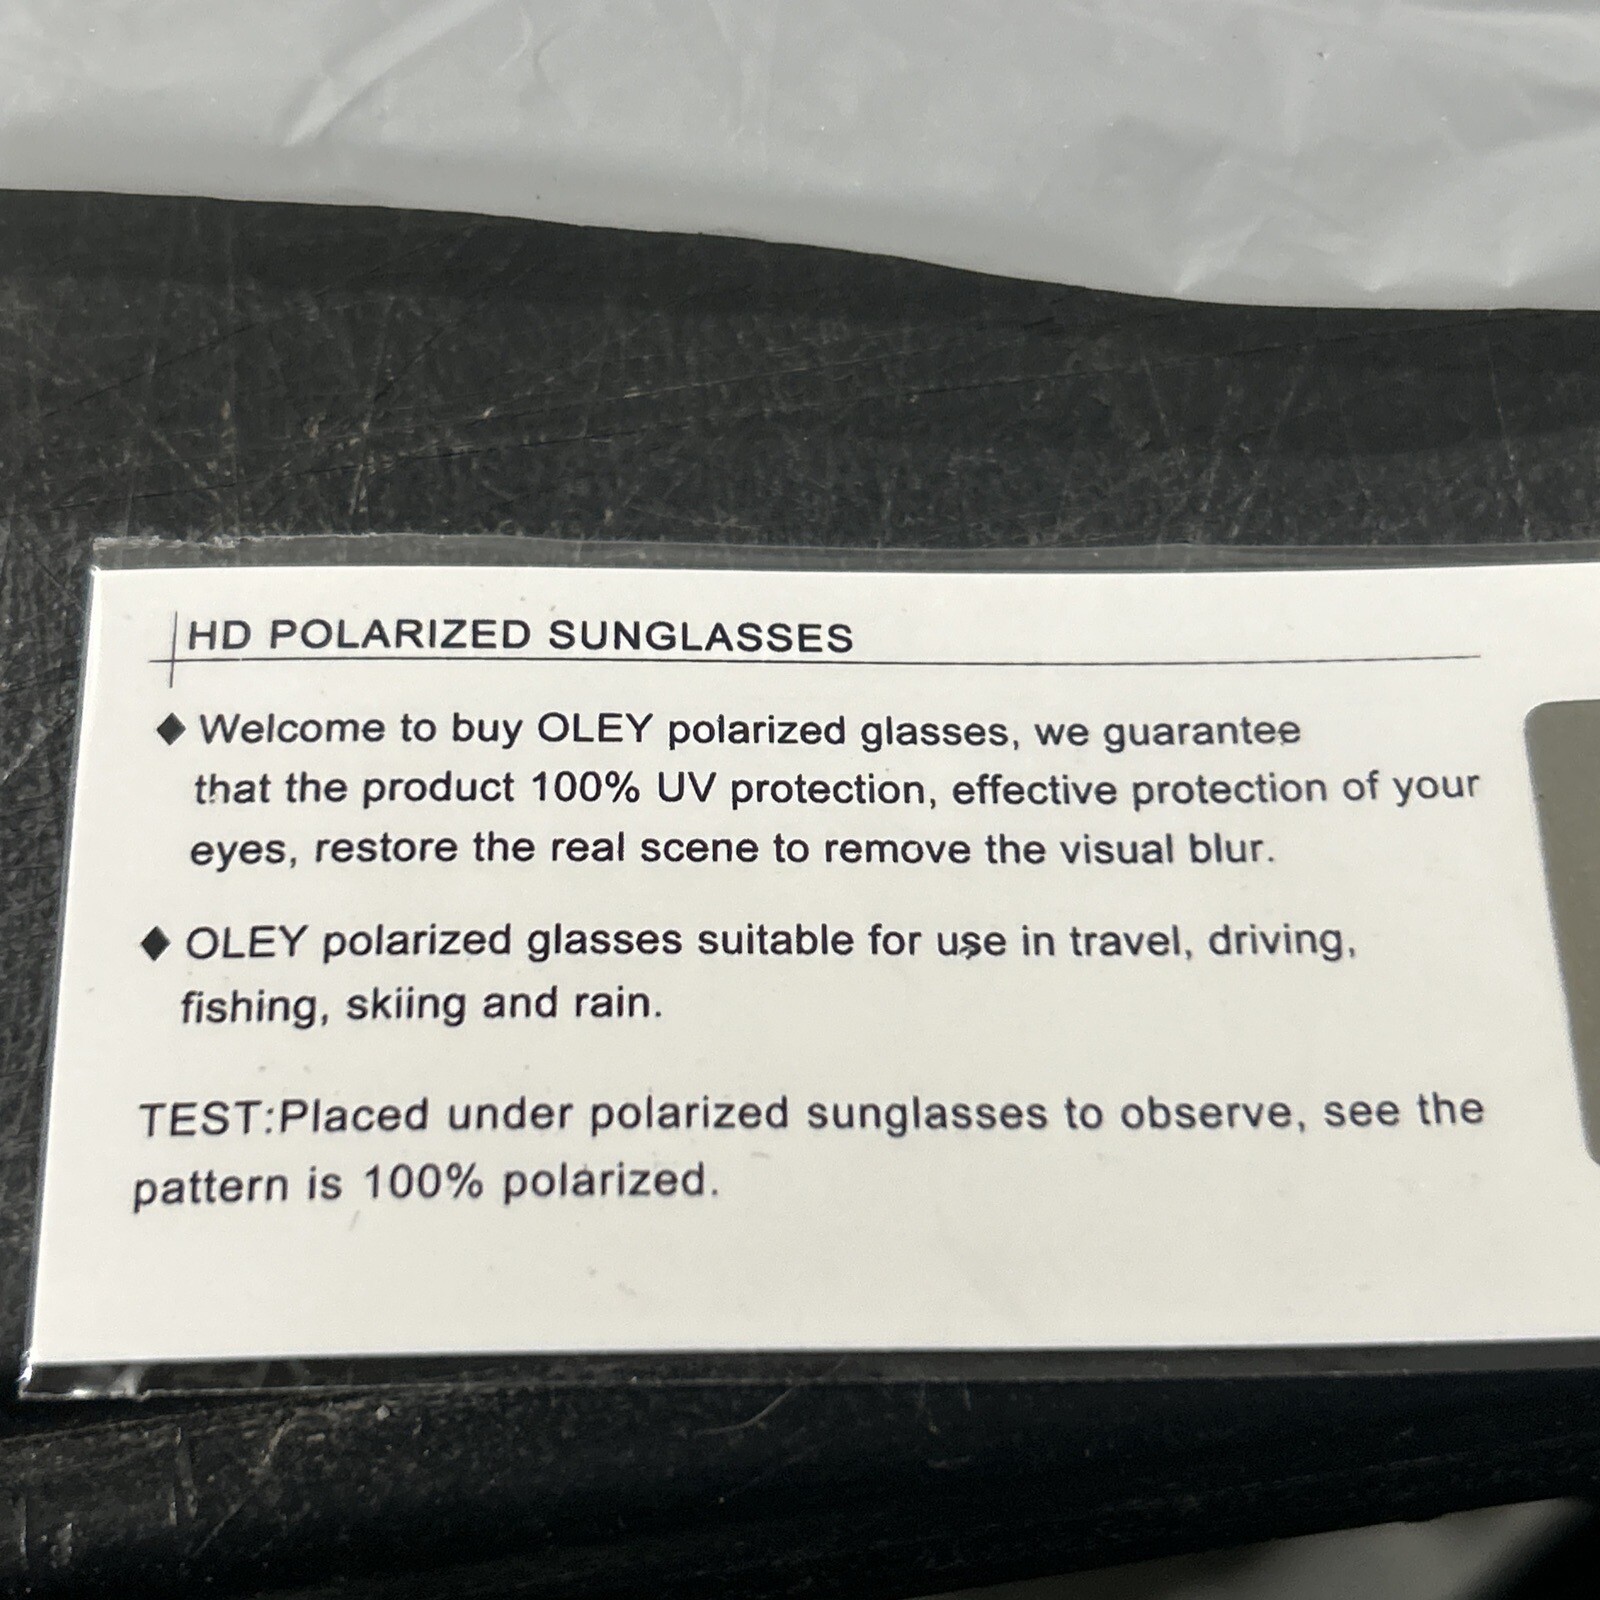 HD POLARIZED SUNGLASSES
◆ Welcome to buy OLEY polarized glasses, we guarantee
that the product 100% UV protection, effective protection of your
eyes, restore the real scene to remove the visual blur.
◆ OLEY polarized glasses suitable for use in travel, driving,
fishing, skiing and rain.
TEST:Placed under polarized sunglasses to observe, see the
pattern is 100% polarized.